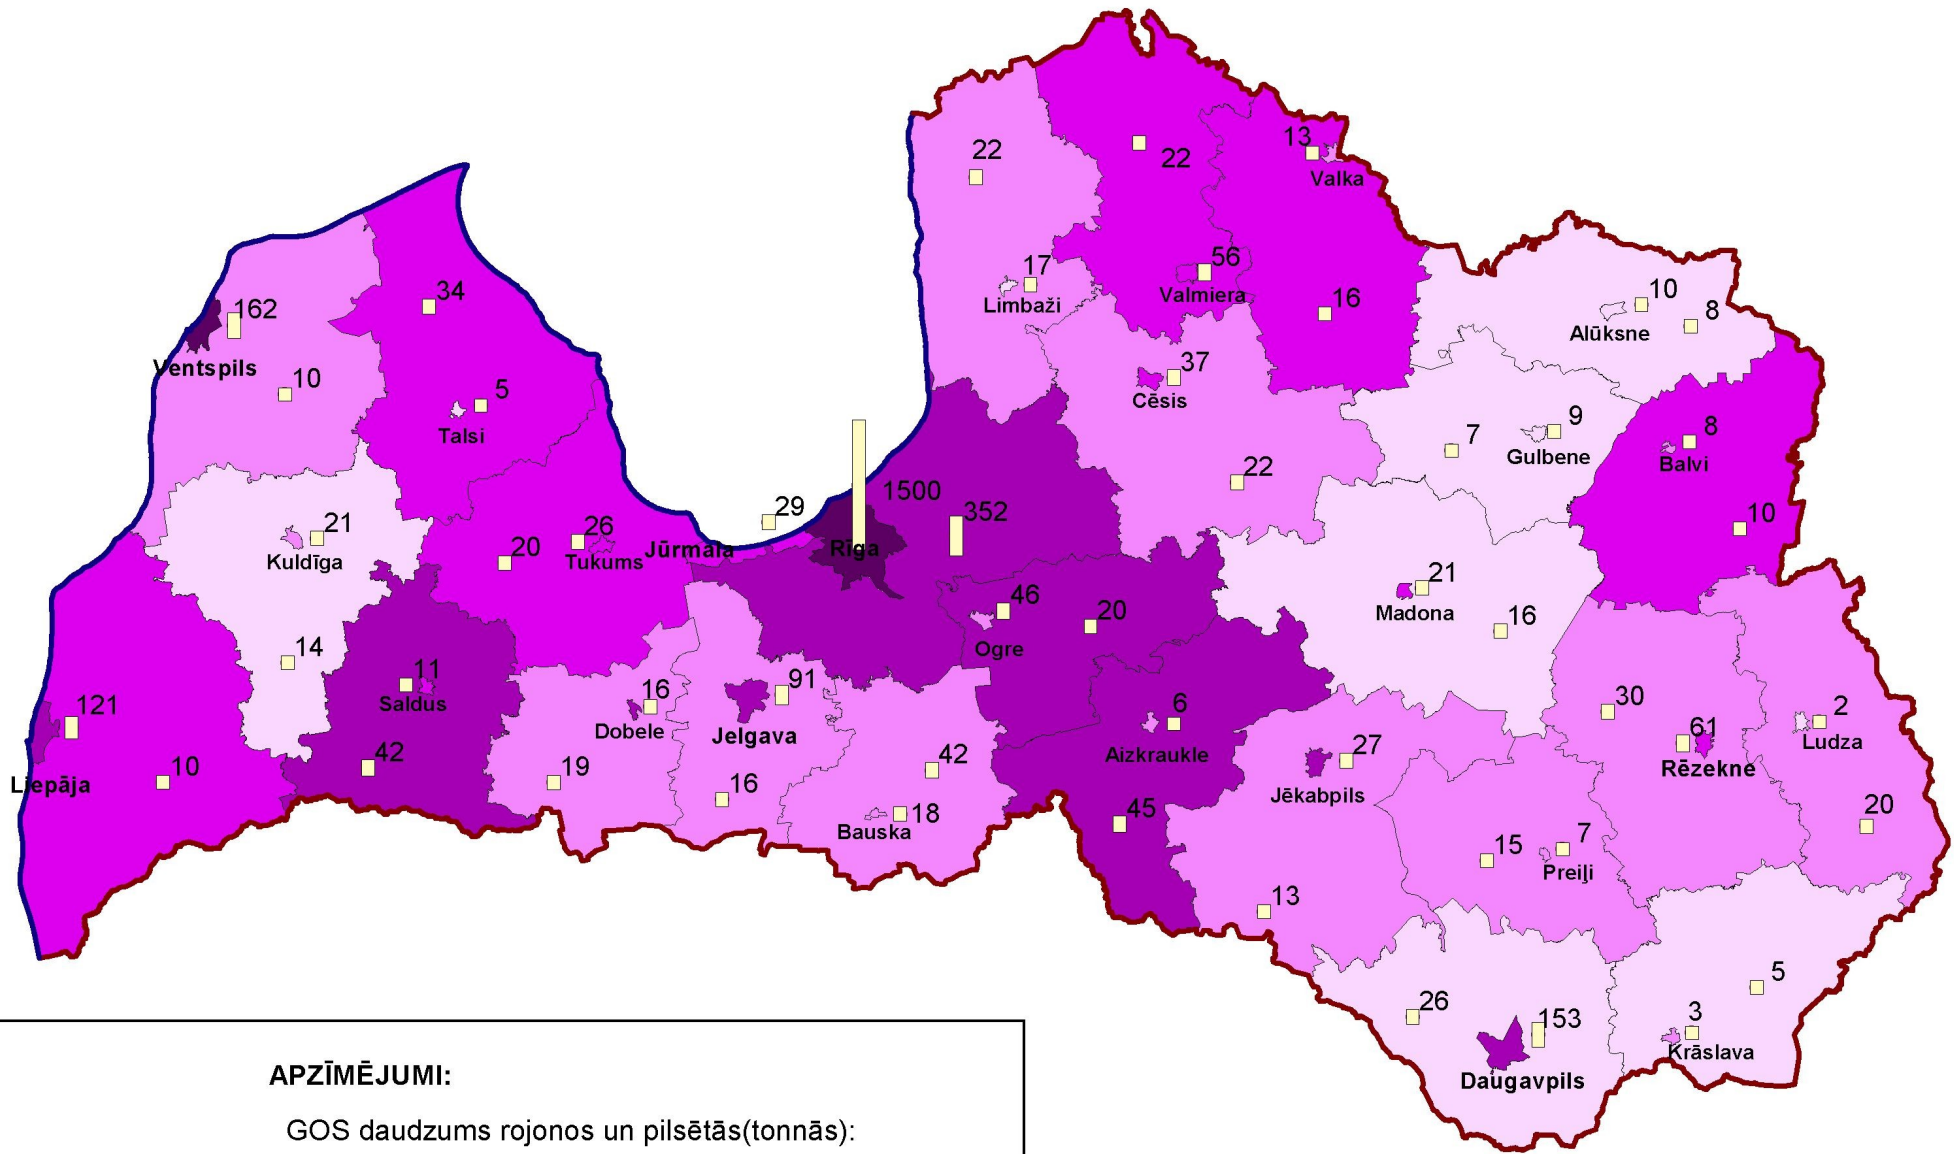 22
22
13
Valka
34
162
Ventspils
10
5
Talsi
17
Limbaži
56
Valmiera
16
10
8
Alūksne
37
Cēsis
22
7
9
Gulbene
8
Balvi
10
21
Kuldīga
14
20
26
Tukums
Jūrmala
29
1500
Rīga
352
46
Ogre
20
21
Madona
16
121
Liepāja
10
11
Saldus
42
16
Dobele
19
91
Jelgava
16
42
18
Bauska
6
Aizkraukle
45
27
Jēkabpils
13
30
61
Rēzekne
2
Ludza
20
15
7
Preiļi
26
153
Daugavpils
5
3
Krāslava
APZĪMĒJUMI:
GOS daudzums rojonos un pilsētās(tonnās):